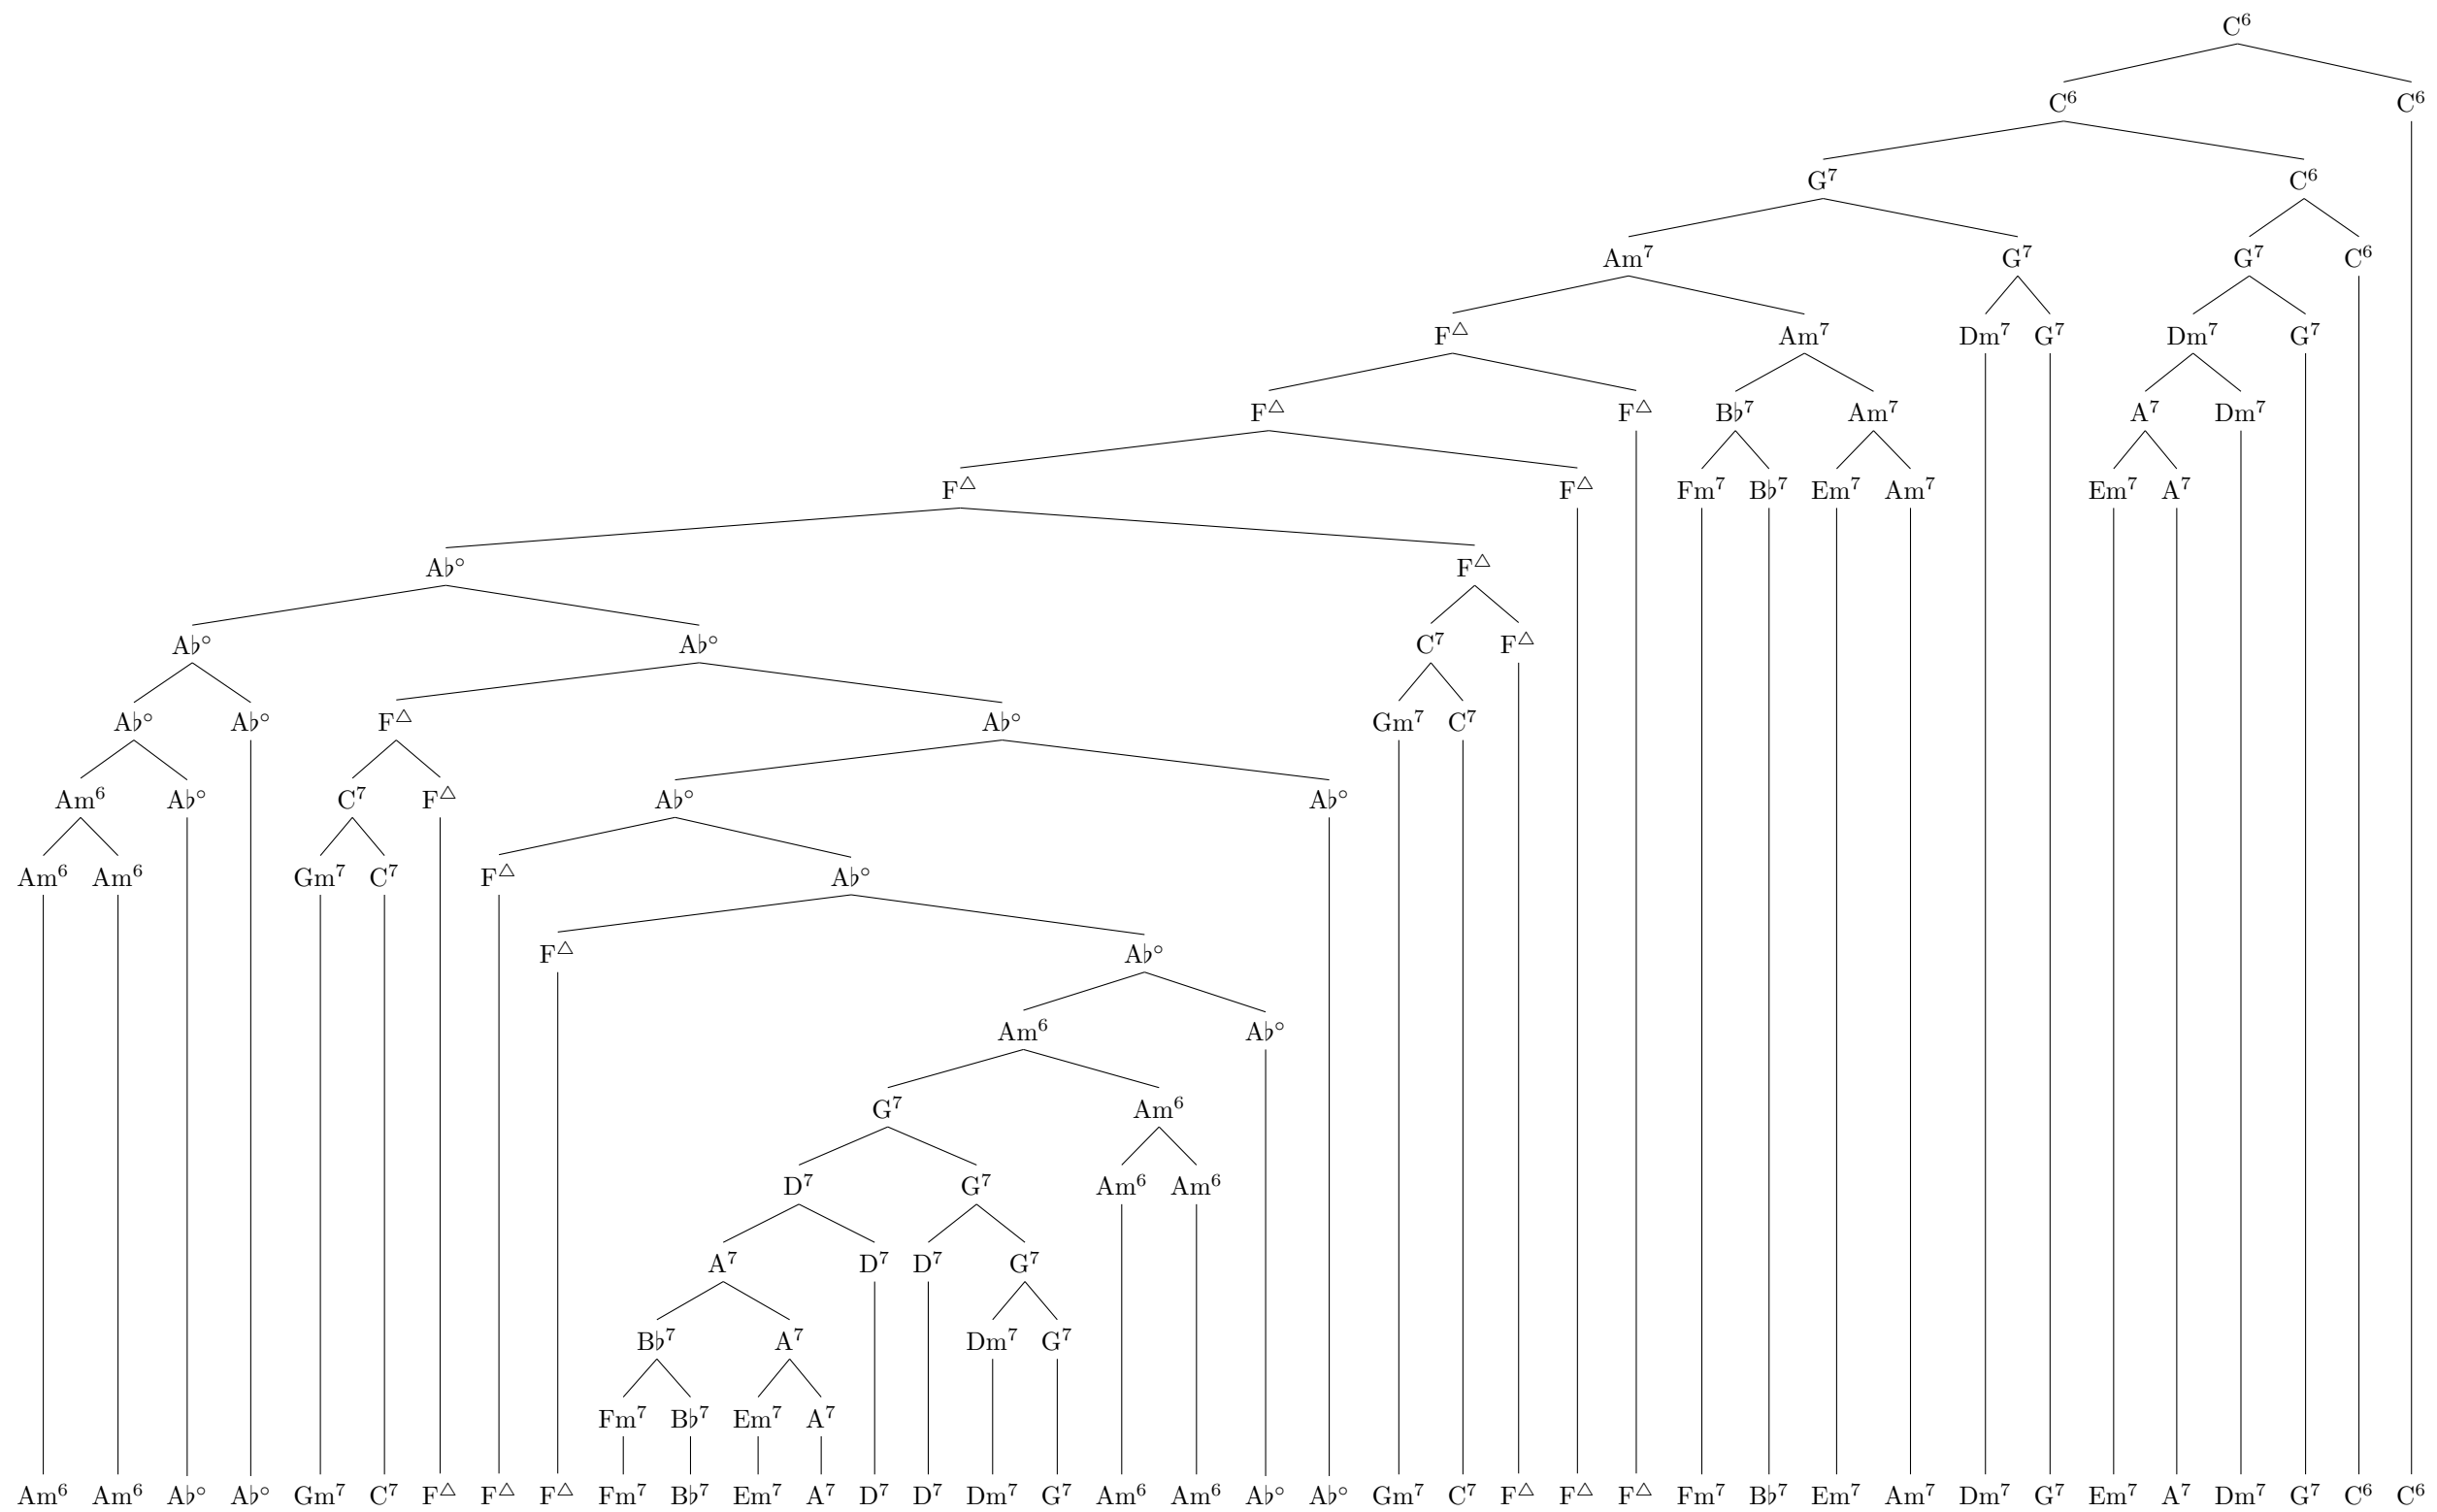 C⁶
C⁶ C⁶
G⁷ C⁶
Am⁷ G⁷ G⁷ C⁶
F△ Am⁷ Dm⁷ G⁷ Dm⁷ G⁷
F△ F△ B♭⁷ Am⁷ A⁷ Dm⁷
F△ F△ Fm⁷ B♭⁷ Em⁷ Am⁷ Em⁷ A⁷
A♭° F△
A♭° A♭° C⁷ F△
A♭° A♭° F△ A♭° Gm⁷ C⁷
Am⁶ A♭° C⁷ F△ A♭° A♭°
Am⁶ Am⁶ Gm⁷ C⁷ F△ A♭°
F△ A♭°
Am⁶ A♭°
G⁷ Am⁶
D⁷ G⁷ Am⁶ Am⁶
A⁷ D⁷ D⁷ G⁷
B♭⁷ A⁷ Dm⁷ G⁷
Fm⁷ B♭⁷ Em⁷ A⁷
Am⁶ Am⁶ A♭° A♭° Gm⁷ C⁷ F△ F△ F△ Fm⁷ B♭⁷ Em⁷ A⁷ D⁷ D⁷ Dm⁷ G⁷ Am⁶ Am⁶ A♭° A♭° Gm⁷ C⁷ F△ F△ F△ Fm⁷ B♭⁷ Em⁷ Am⁷ Dm⁷ G⁷ Em⁷ A⁷ Dm⁷ G⁷ C⁶ C⁶